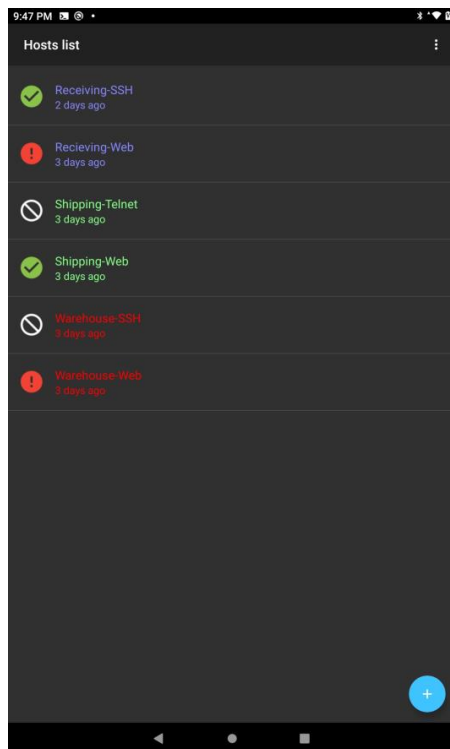 9:47 PM
Hosts list
Receiving-SSH
2 days ago
Recieving-Web
3 days ago
Shipping-Telnet
3 days ago
Shipping-Web
3 days ago
Warehouse-SSH
3 days ago
Warehouse-Web
3 days ago